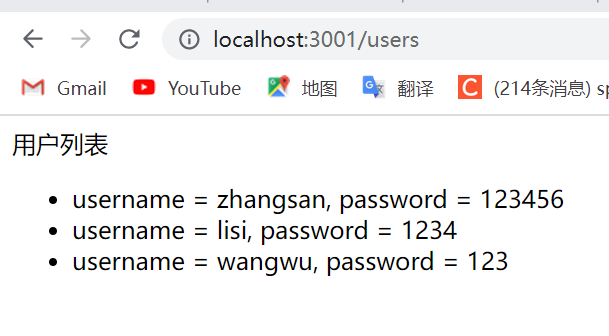 localhost:3001/users
Gmail YouTube 地图 翻译 (214条消息) sp
用户列表
username = zhangsan, password = 123456
username = lisi, password = 1234
username = wangwu, password = 123